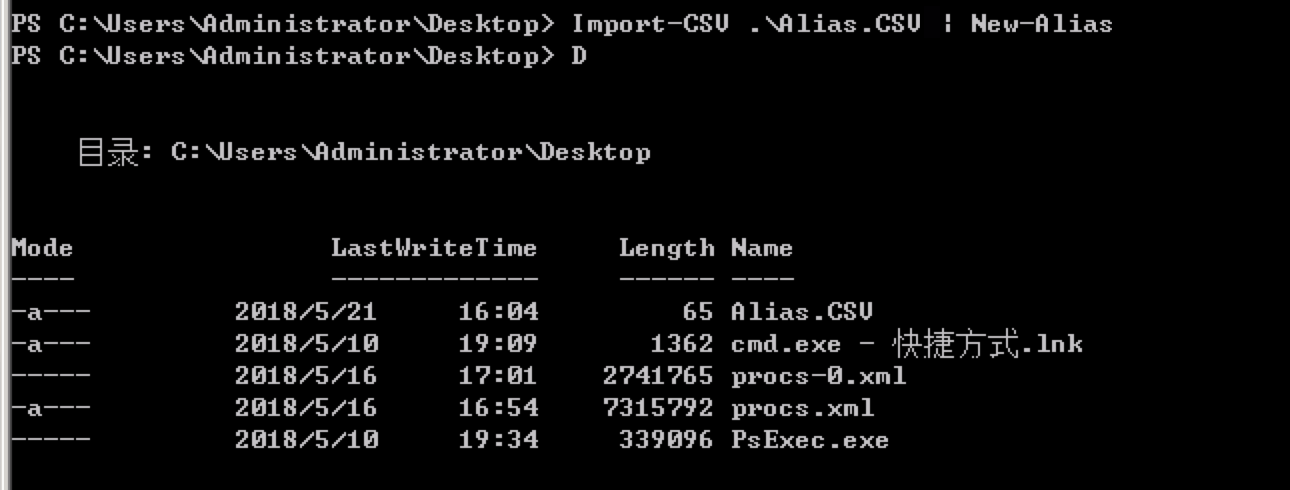 PS C:\Users\Administrator\Desktop> Import-CSV .\Alias.CSV | New-Alias
PS C:\Users\Administrator\Desktop> D
目录: C:\Users\Administrator\Desktop
Mode LastWriteTime Length Name
---- ------------- ------ ----
-a--- 2018/5/21 16:04 65 Alias.CSV
-a--- 2018/5/10 19:09 1362 cmd.exe - 快捷方式.lnk
----- 2018/5/16 17:01 2741765 procs-0.xml
-a--- 2018/5/16 16:54 7315792 procs.xml
----- 2018/5/10 19:34 339096 PsExec.exe